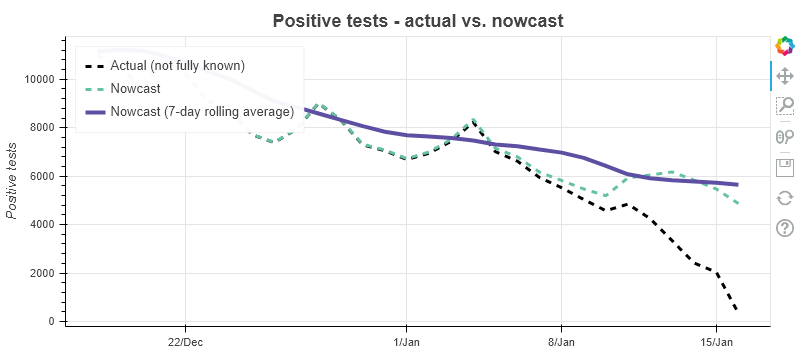 Positive tests - actual vs. nowcast
Actual (not fully known)
Nowcast
Nowcast (7-day rolling average)
Positive tests
10000
8000
6000
4000
2000
0
22/Dec
1/Jan
8/Jan
15/Jan